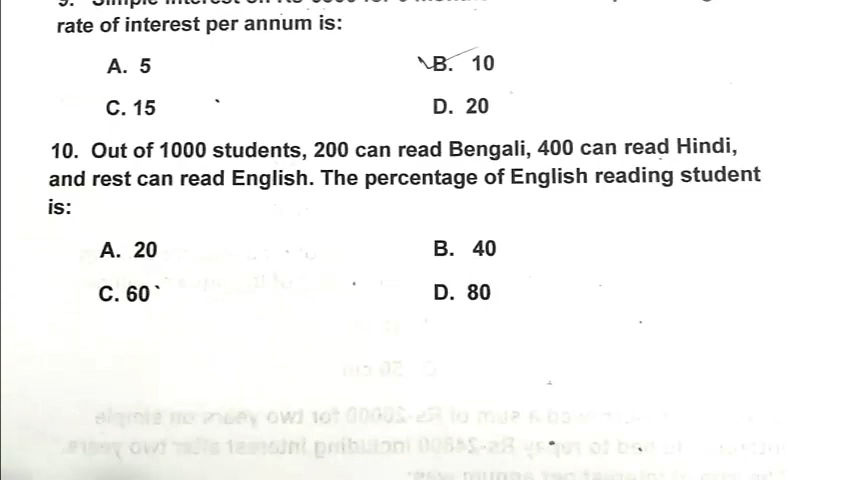 rate of interest per annum is:
A. 5 B. 10
C. 15 D. 20
10. Out of 1000 students, 200 can read Bengali, 400 can read Hindi,
and rest can read English. The percentage of English reading student
is:
A. 20 B. 40
C. 60 D. 80